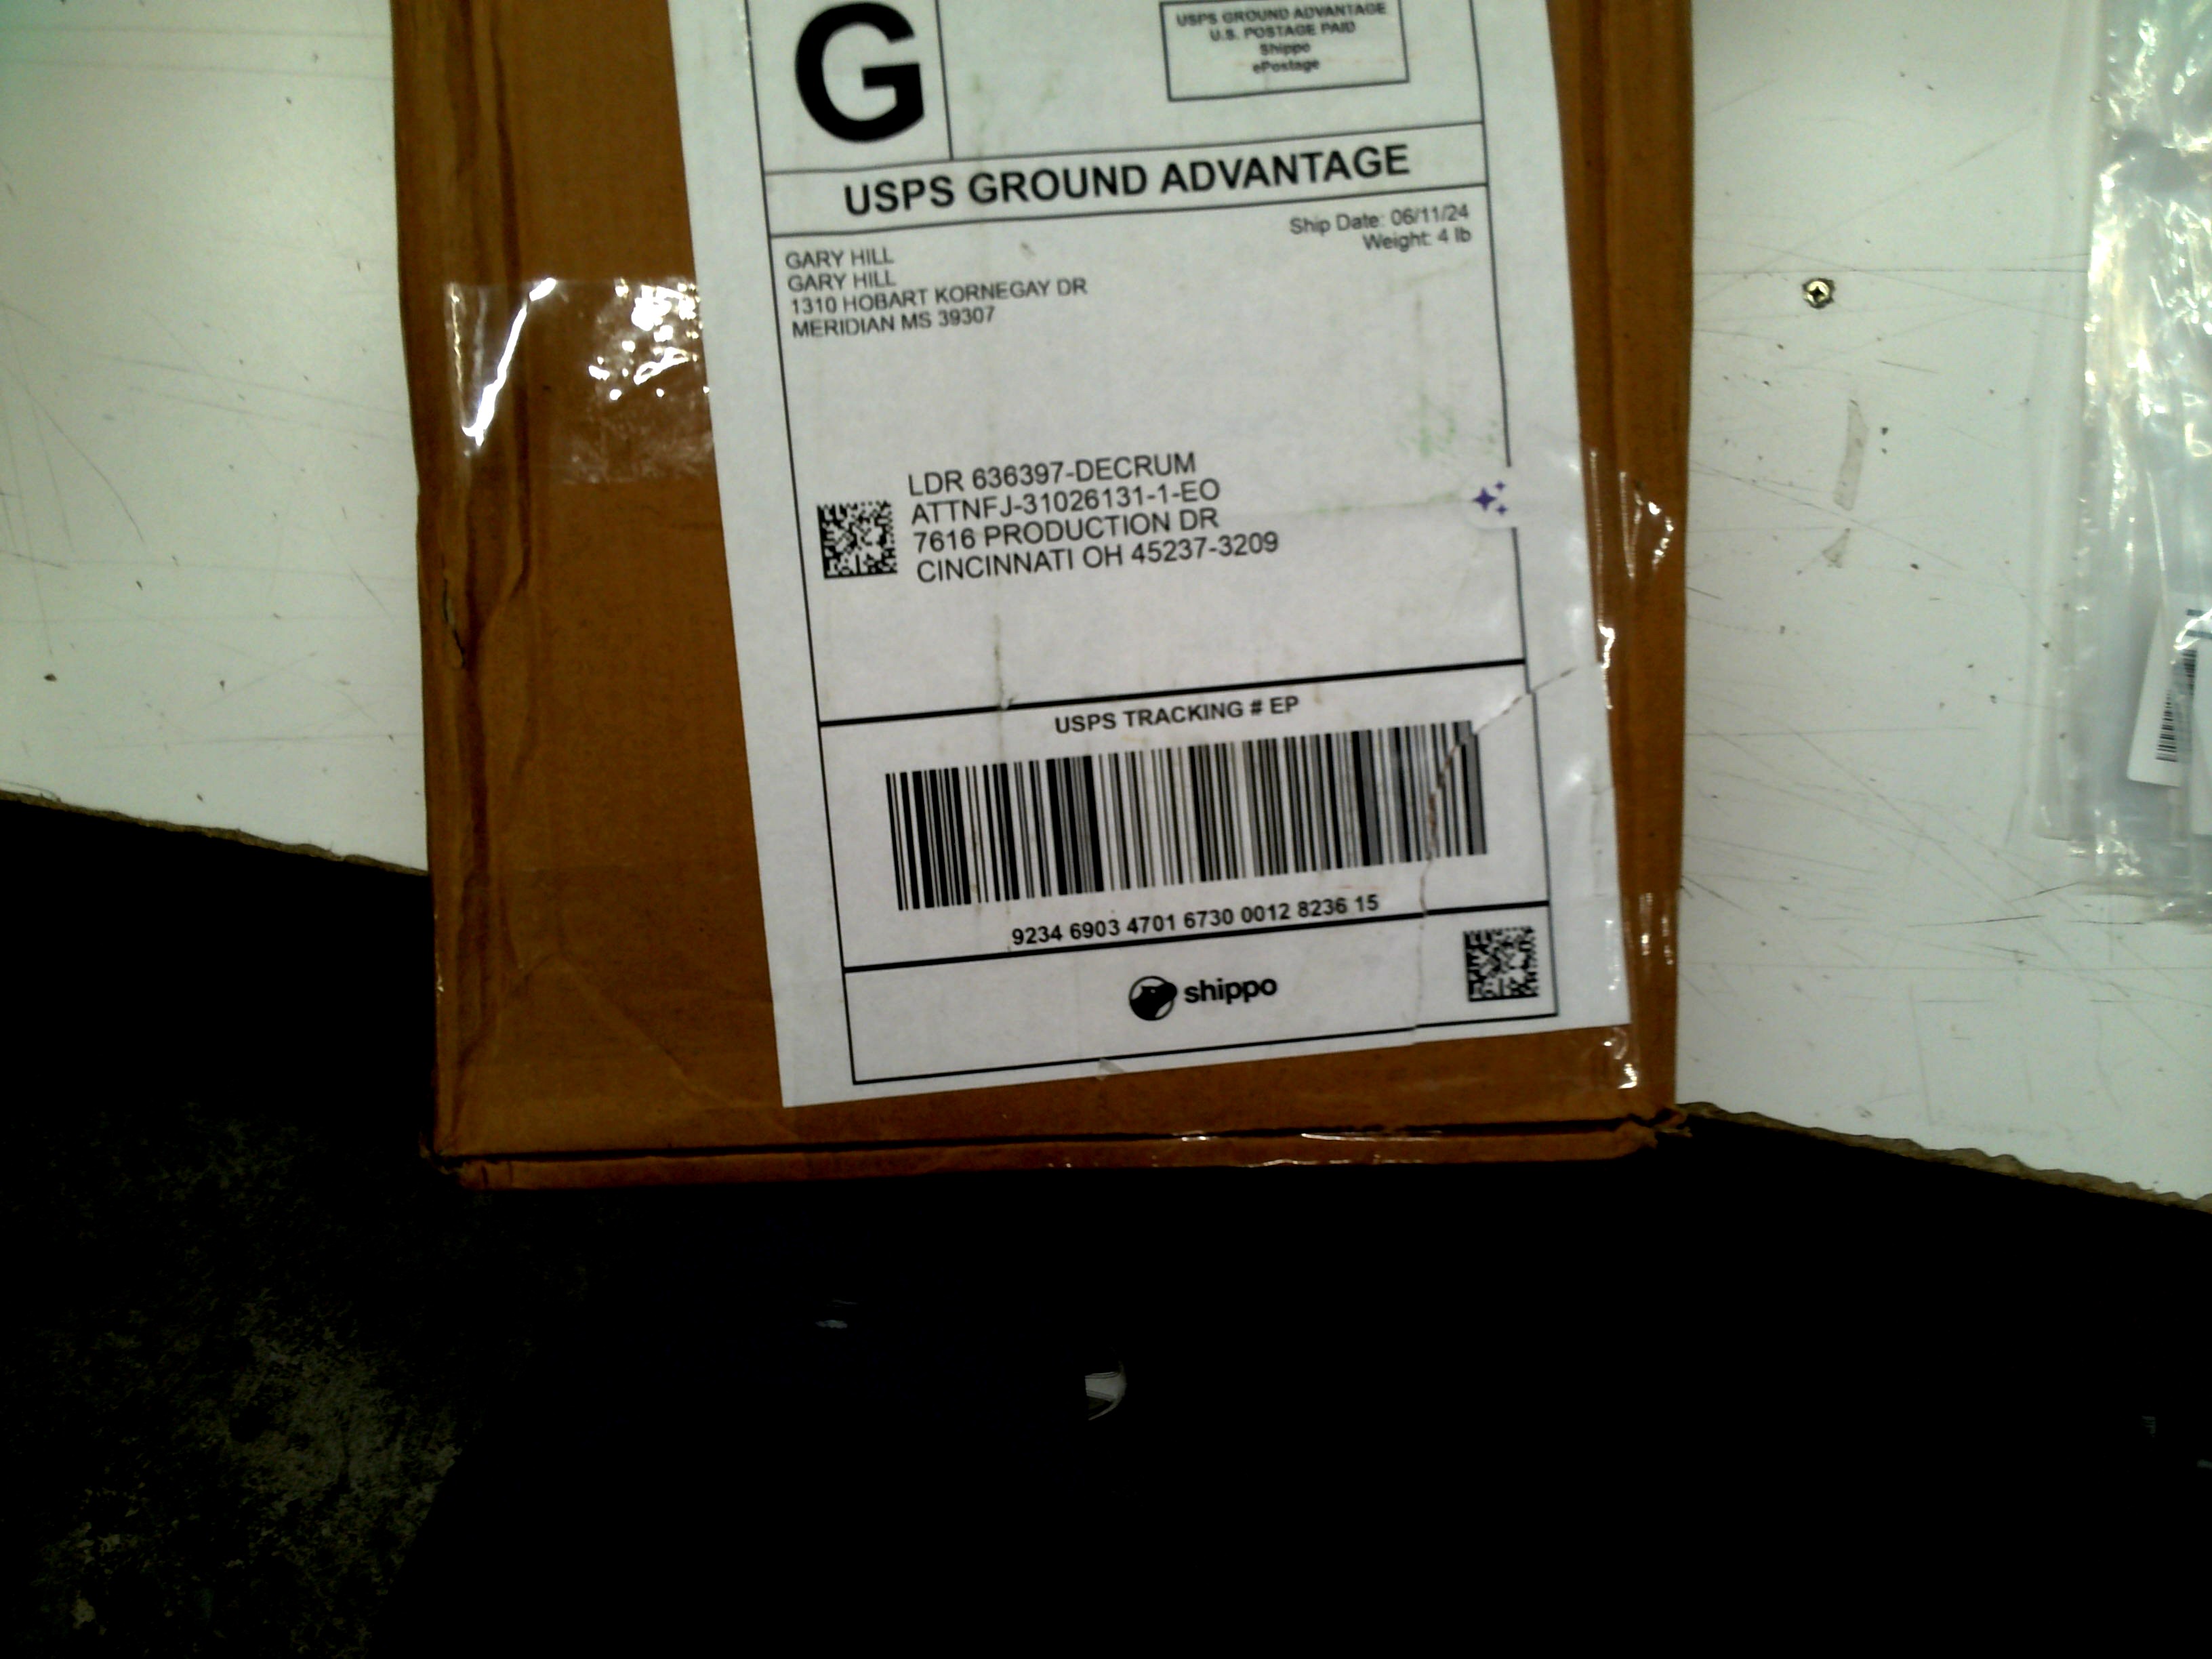 G
USPS GROUND ADVANTAGE
U.S. POSTAGE PAID
Shippo
ePostage
USPS GROUND ADVANTAGE
Ship Date: 06/11/24
Weight: 4 lb
GARY HILL
GARY HILL
1310 HOBART KORNEGAY DR
MERIDIAN MS 39307
LDR 636397-DECRUM
ATTNFJ-31026131-1-EO
7616 PRODUCTION DR
CINCINNATI OH 45237-3209
USPS TRACKING # EP
9234 6903 4701 6730 0012 8236 15
shippo